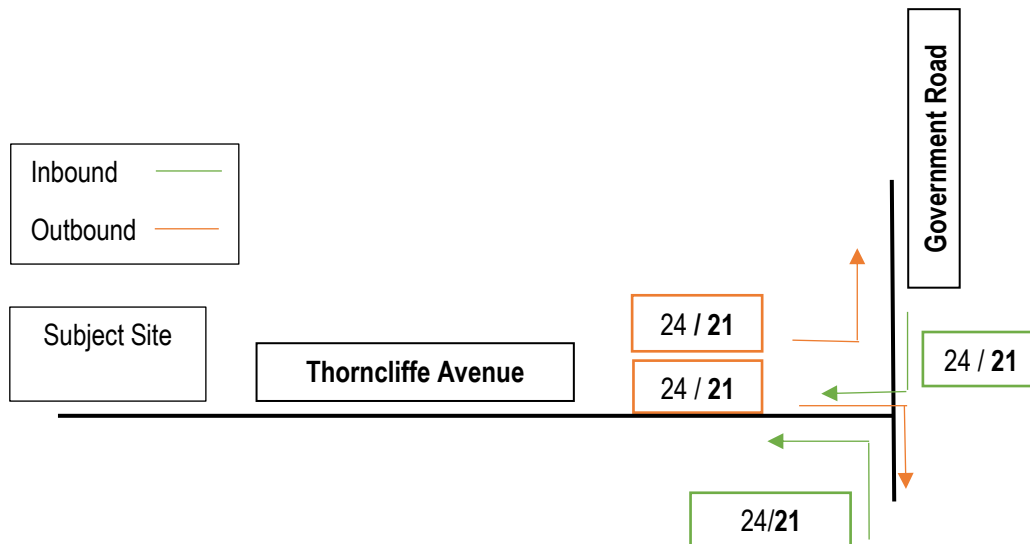 Government Road
Inbound
Outbound
Subject Site
Thorncliffe Avenue
24 / 21
24 / 21
24 / 21
24/21